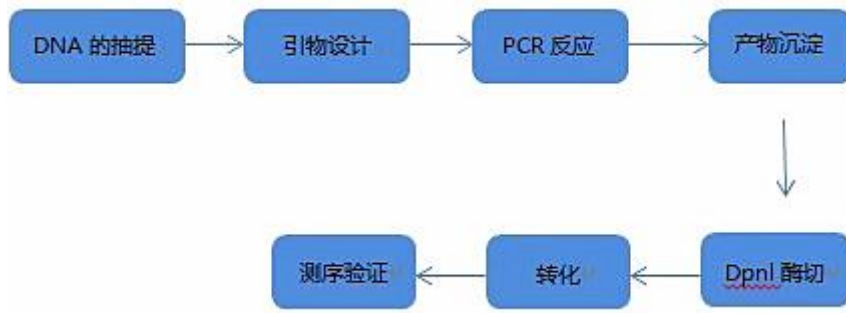 DNA 的抽提
引物设计
PCR 反应
产物沉淀
Dpnl 酶切
转化
测序验证